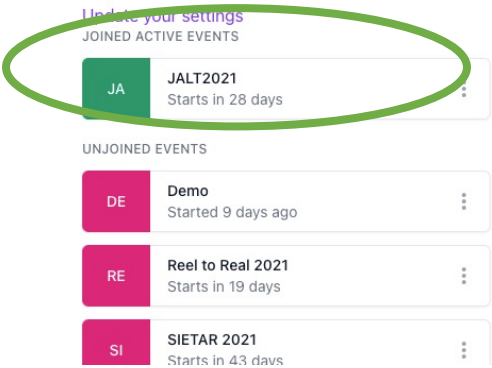 Update your settings
JOINED ACTIVE EVENTS
JA
JALT2021
Starts in 28 days
UNJOINED EVENTS
DE
Demo
Started 9 days ago
RE
Reel to Real 2021
Starts in 19 days
SI
SIETAR 2021
Starts in 43 days